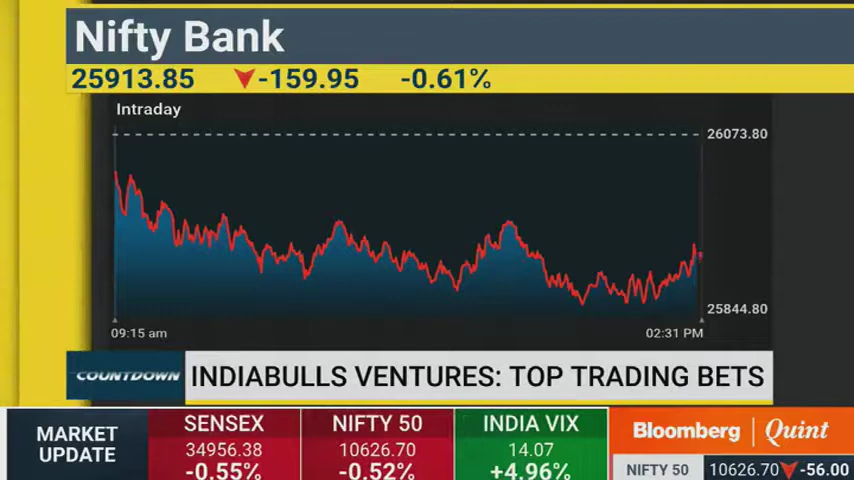 Nifty Bank
25913.85 -159.95 -0.61%
Intraday
26073.80
25844.80
09:15 am 02:31 PM
COUNTDOWN INDIABULLS VENTURES: TOP TRADING BETS
MARKET UPDATE
SENSEX
34956.38
-0.55%
NIFTY 50
10626.70
-0.52%
INDIA VIX
14.07
+4.96%
Bloomberg | Quint
NIFTY 50 10626.70 -56.00